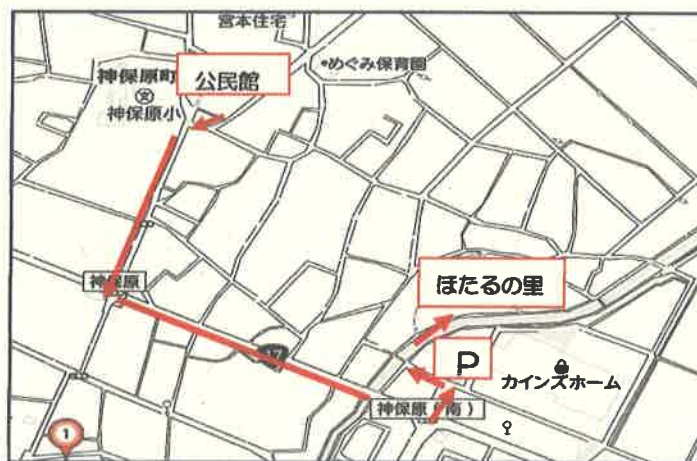 宮本住宅
めぐみ保育園
神保原町
公民館
文
神保原小
神保原
ほたるの里
17
P
カインズホーム
神保原(南)
1